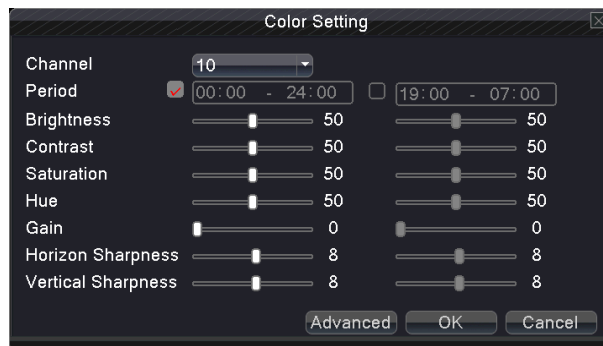 Color Setting
Channel 10
Period 00:00 - 24:00 19:00 - 07:00
Brightness 50 50
Contrast 50 50
Saturation 50 50
Hue 50 50
Gain 0 0
Horizon Sharpness 8 8
Vertical Sharpness 8 8
Advanced OK Cancel